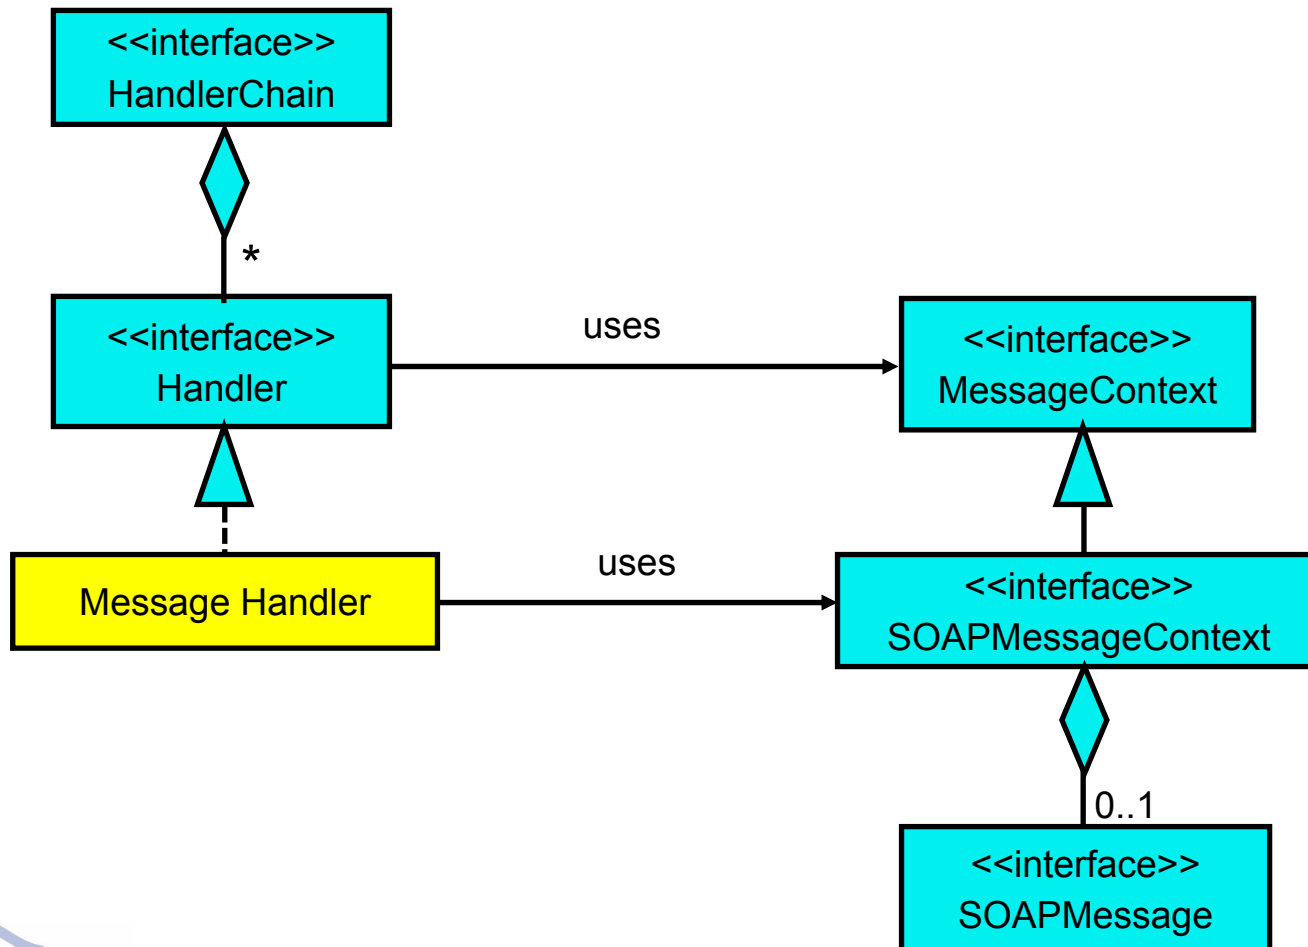 <<interface>>
HandlerChain
*
<<interface>>
Handler
uses
<<interface>>
MessageContext
Message Handler
uses
<<interface>>
SOAPMessageContext
0..1
<<interface>>
SOAPMessage